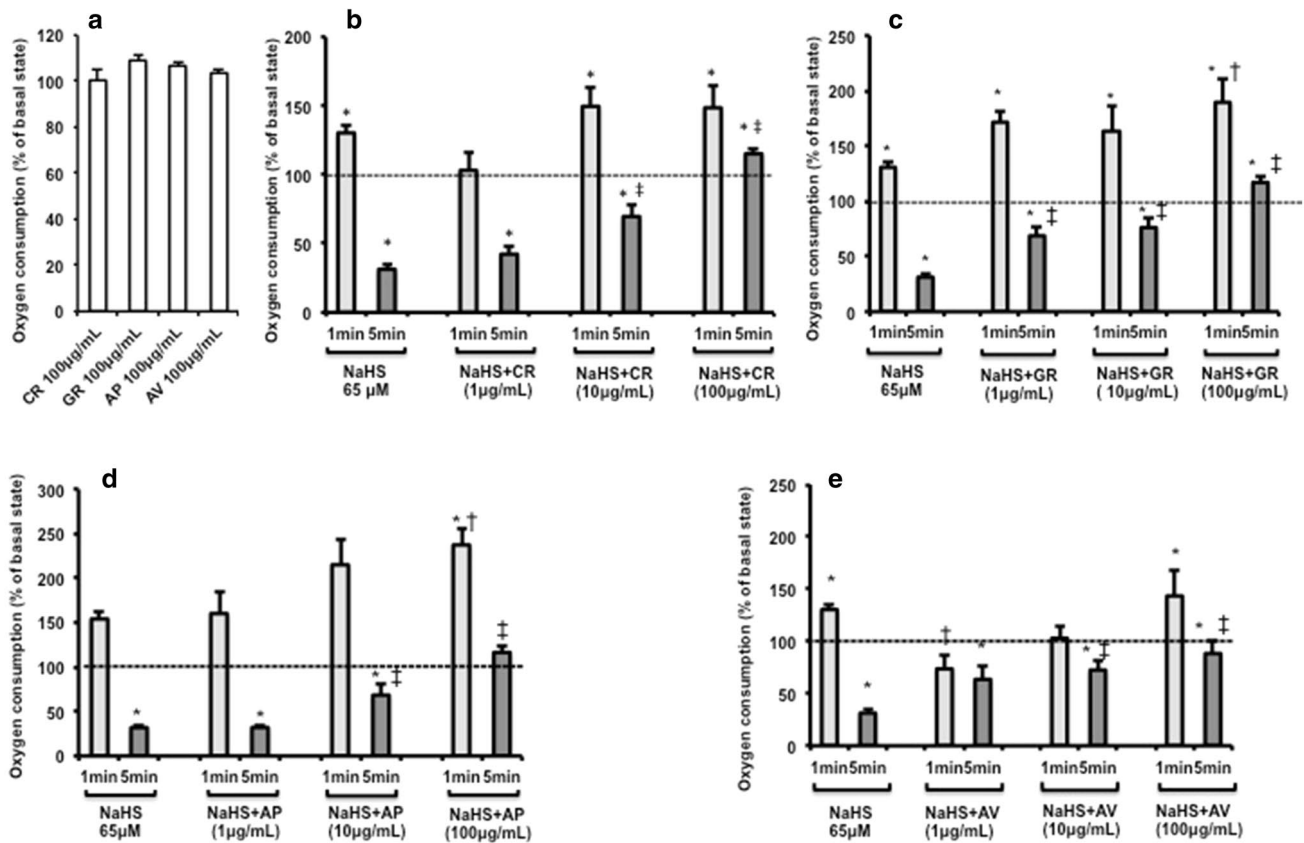 a
Oxygen consumption (% of basal state)
120
100
80
60
40
20
0
CR 100µg/mL
GR 100µg/mL
AP 100µg/mL
AV 100µg/mL
b
Oxygen consumption (% of basal state)
200
150
100
50
0
*
*
*
*
* ‡
*
* ‡
1min 5min 1min 5min 1min 5min 1min 5min
NaHS NaHS+CR NaHS+CR NaHS+CR
65 µM (1µg/mL) (10µg/mL) (100µg/mL)
c
Oxygen consumption (% of basal state)
250
200
150
100
50
0
*
*
*
* ‡
*
* ‡
* †
* ‡
1min5min 1min5min 1min5min 1min5min
NaHS NaHS+GR NaHS+GR NaHS+GR
65µM (1µg/mL) ( 10µg/mL) (100µg/mL)
d
Oxygen consumption (% of basal state)
300
250
200
150
100
50
0
*
*
* ‡
* †
‡
1min 5min 1min 5min 1min 5min 1min 5min
NaHS NaHS+AP NaHS+AP NaHS+AP
65µM (1µg/mL) (10µg/mL) (100µg/mL)
e
Oxygen consumption (% of basal state)
250
200
150
100
50
0
*
*
†
*
* ‡
*
* ‡
1min5min 1min5min 1min5min 1min5min
NaHS NaHS+AV NaHS+AV NaHS+AV
65µM (1µg/mL) (10µg/mL) (100µg/mL)